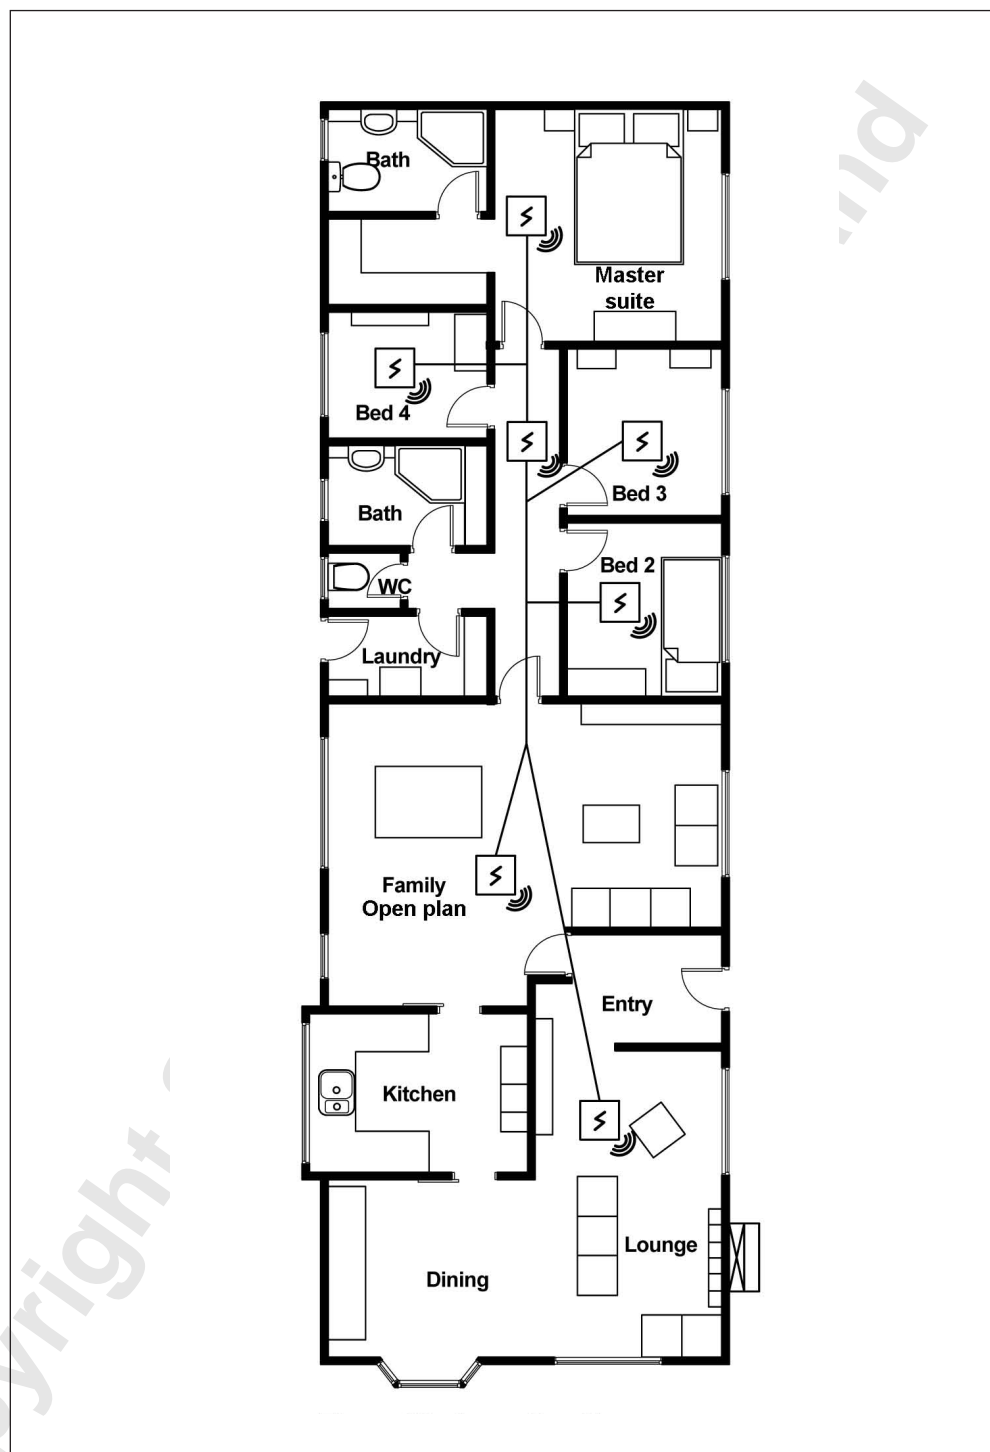 Bath
Master
suite
Bed 4
Bed 3
Bath
Bed 2
WC
Laundry
Family
Open plan
Entry
Kitchen
Lounge
Dining